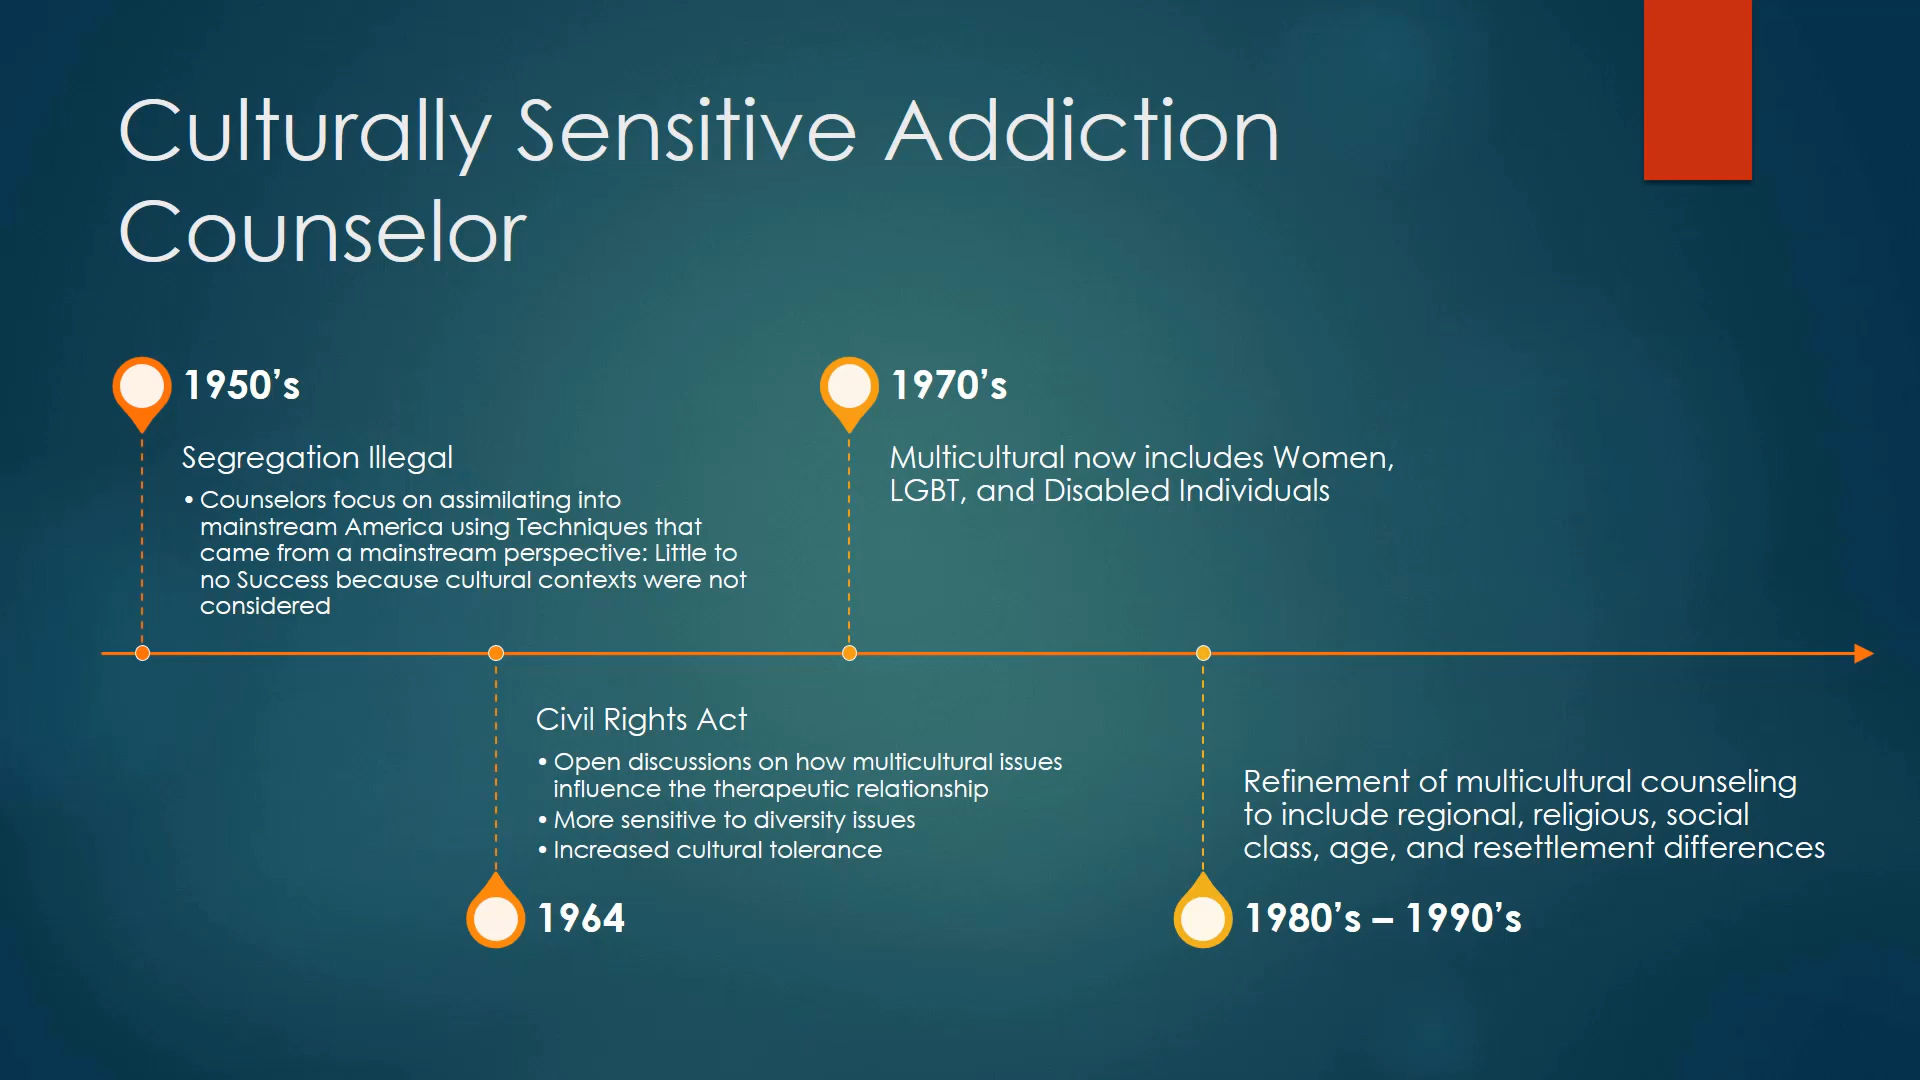 Culturally Sensitive Addiction
Counselor
1950’s
Segregation Illegal
• Counselors focus on assimilating into
mainstream America using Techniques that
came from a mainstream perspective: Little to
no Success because cultural contexts were not
considered
Civil Rights Act
• Open discussions on how multicultural issues
influence the therapeutic relationship
• More sensitive to diversity issues
• Increased cultural tolerance
1964
1970’s
Multicultural now includes Women,
LGBT, and Disabled Individuals
Refinement of multicultural counseling
to include regional, religious, social
class, age, and resettlement differences
1980’s – 1990’s